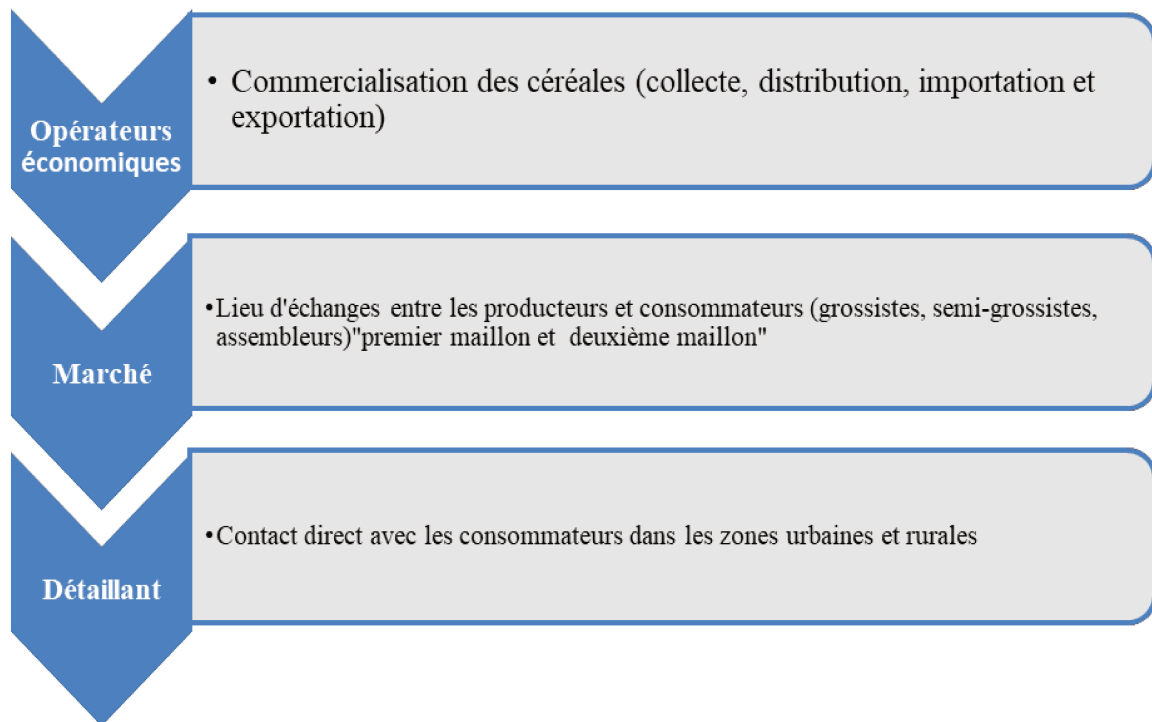 Opérateurs
économiques
• Commercialisation des céréales (collecte, distribution, importation et
exportation)
Marché
•Lieu d'échanges entre les producteurs et consommateurs (grossistes, semi-grossistes,
assembleurs)"premier maillon et deuxième maillon"
Détaillant
•Contact direct avec les consommateurs dans les zones urbaines et rurales